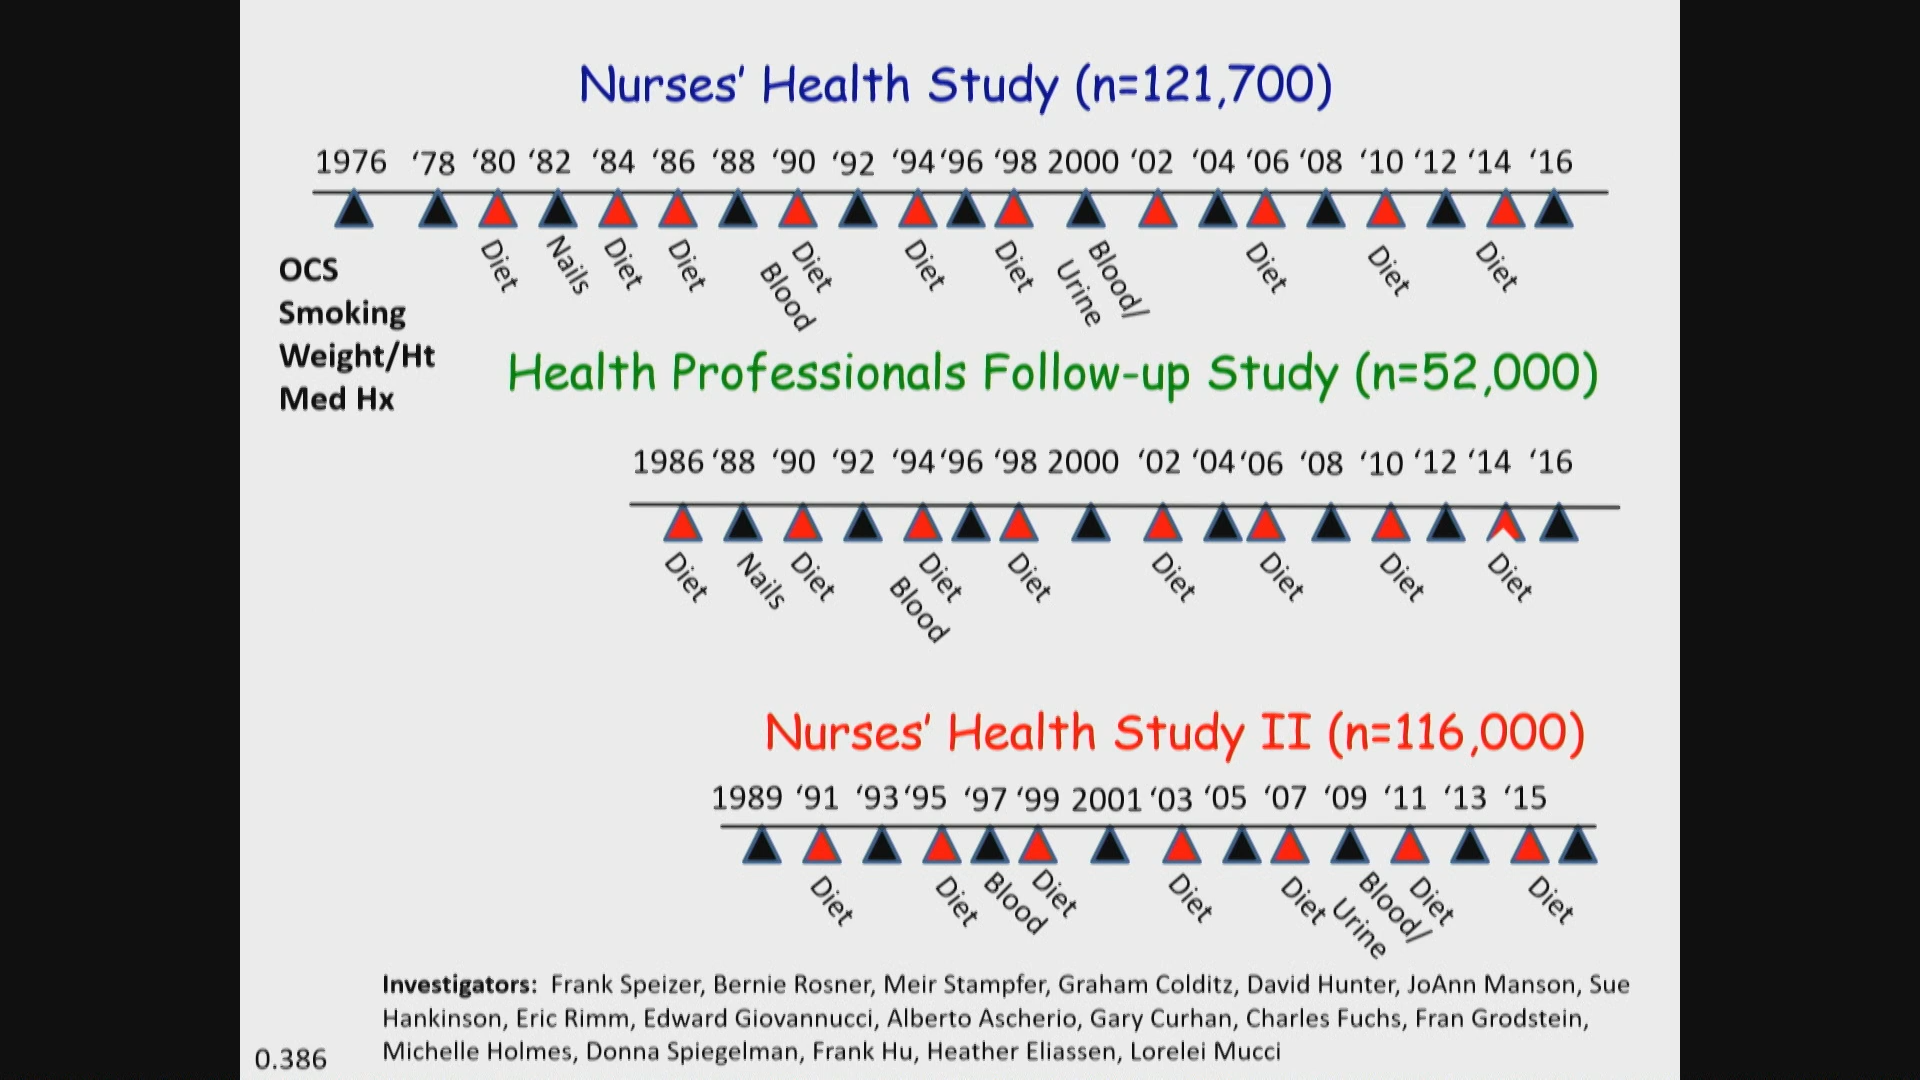 Nurses’ Health Study (n=121,700)
1976 ‘78 ‘80 ‘82 ‘84 ‘86 ‘88 ‘90 ‘92 ‘94 ‘96 ‘98 2000 ‘02 ‘04 ‘06 ‘08 ‘10 ‘12 ‘14 ‘16
Diet Nails Diet Diet Diet Diet Diet Blood/ Diet Diet Diet
Blood Urine
OCS
Smoking
Weight/Ht
Med Hx
Health Professionals Follow-up Study (n=52,000)
1986 ‘88 ‘90 ‘92 ‘94 ‘96 ‘98 2000 ‘02 ‘04 ‘06 ‘08 ‘10 ‘12 ‘14 ‘16
Diet Nails Diet Diet Diet Diet Diet Diet Diet
Blood
Nurses’ Health Study II (n=116,000)
1989 ‘91 ‘93 ‘95 ‘97 ‘99 2001 ‘03 ‘05 ‘07 ‘09 ‘11 ‘13 ‘15
Diet Diet Blood Diet Diet Diet Blood/ Diet Diet
Urine
Investigators: Frank Speizer, Bernie Rosner, Meir Stampfer, Graham Colditz, David Hunter, JoAnn Manson, Sue
Hankinson, Eric Rimm, Edward Giovannucci, Alberto Ascherio, Gary Curhan, Charles Fuchs, Fran Grodstein,
Michelle Holmes, Donna Spiegelman, Frank Hu, Heather Eliassen, Lorelei Mucci
0.386